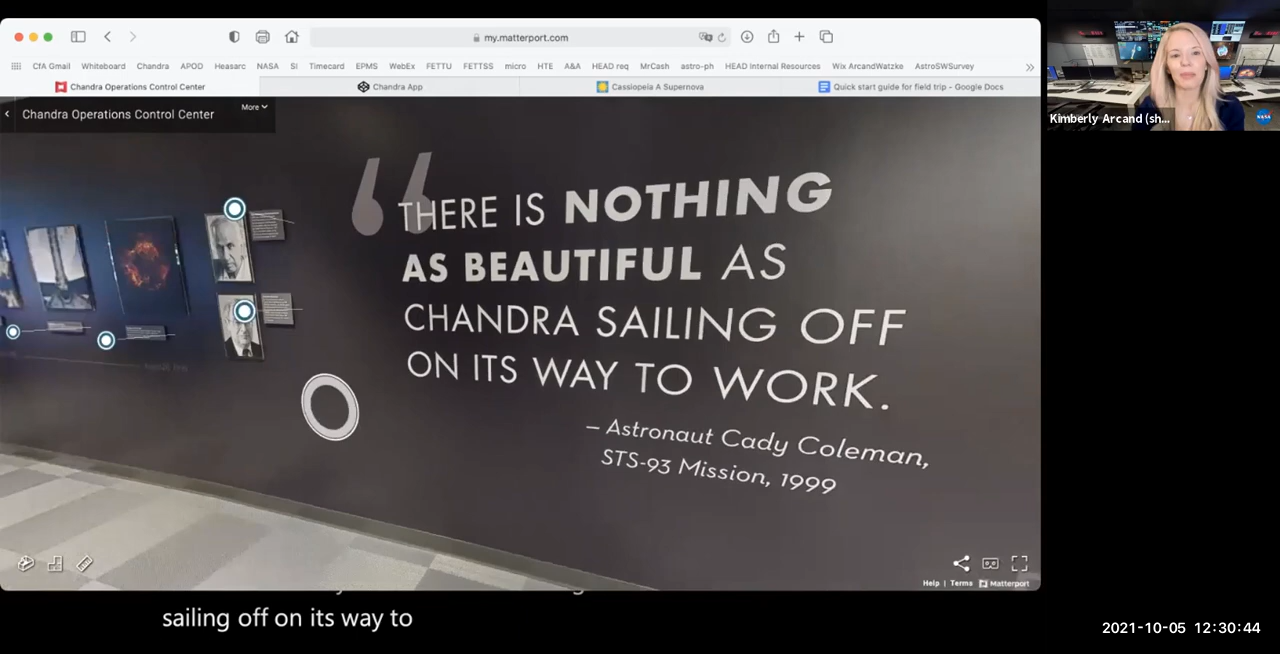 my.matterport.com
CfA Gmail Whiteboard Chandra APOD Heasarc NASA SI Timecard EPMS WebEx FETTU FETTSS micro HTE A&A HEAD req MrCash astro-ph HEAD Internal Resources Wix ArcandWatzke AstroSWSurvey
Chandra Operations Control Center
Chandra App
Cassiopeia A Supernova
Quick start guide for field trip - Google Docs
Kimberly Arcand (sh...
NASA
Chandra Operations Control Center
More
“
THERE IS NOTHING
AS BEAUTIFUL AS
CHANDRA SAILING OFF
ON ITS WAY TO WORK.
– Astronaut Cady Coleman,
STS-93 Mission, 1999
Help | Terms Matterport
sailing off on its way to
2021-10-05 12:30:44